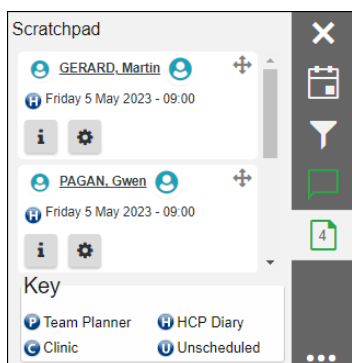 Scratchpad
GERARD, Martin
H Friday 5 May 2023 - 09:00
i
PAGAN, Gwen
H Friday 5 May 2023 - 09:00
i
4
Key
P Team Planner H HCP Diary
C Clinic U Unscheduled